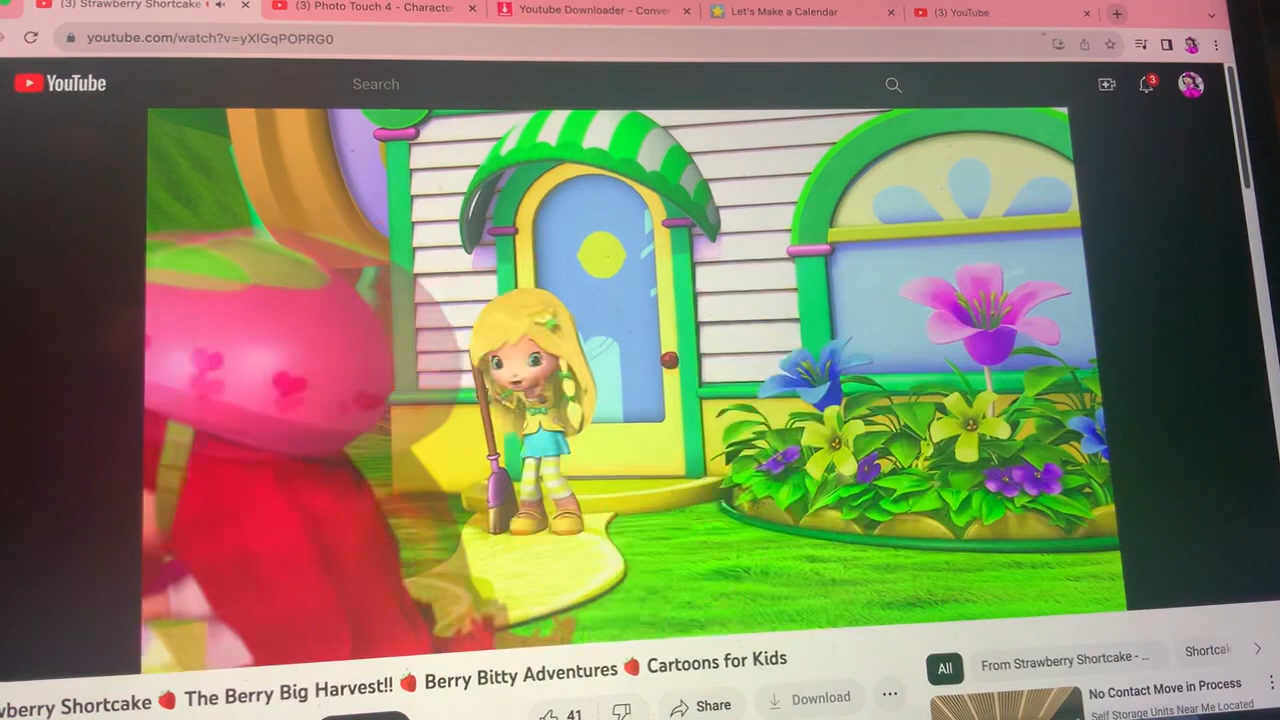 (3) Strawberry Shortcake
(3) Photo Touch 4 - Character
Youtube Downloader - Conve
Let's Make a Calendar
(3) YouTube
youtube.com/watch?v=yXlGqPOPRG0
YouTube
Search
3
wberry Shortcake 🍓 The Berry Big Harvest!! 🍓 Berry Bitty Adventures 🍓 Cartoons for Kids
41
Share
Download
All
From Strawberry Shortcake - ...
Shortcak
No Contact Move in Process
Self Storage Units Near Me Located